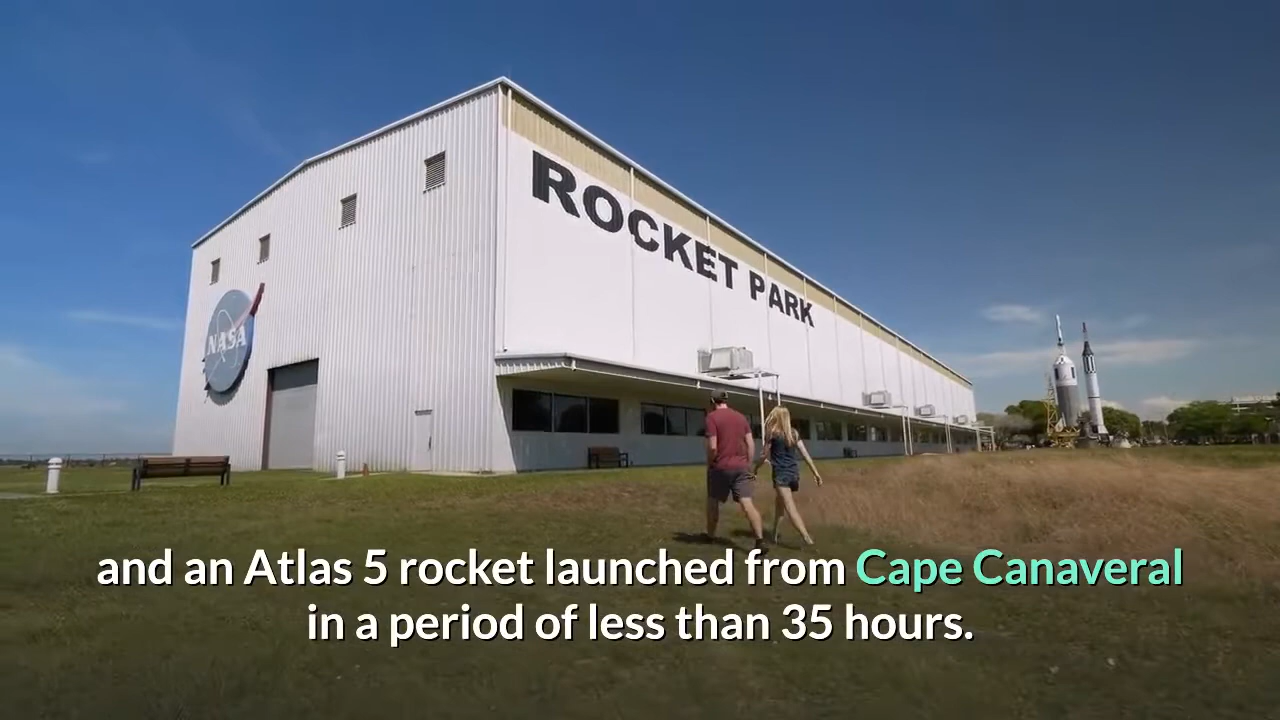 ROCKET PARK
NASA
and an Atlas 5 rocket launched from Cape Canaveral
in a period of less than 35 hours.